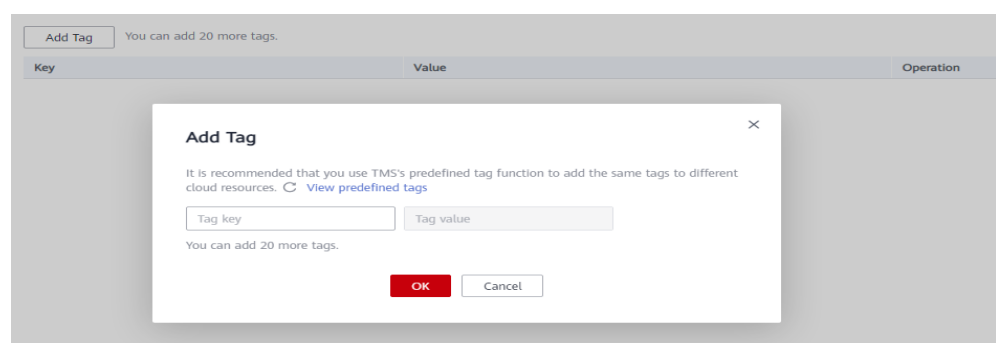 Add Tag You can add 20 more tags.
Key Value Operation
Add Tag
It is recommended that you use TMS's predefined tag function to add the same tags to different
cloud resources. View predefined tags
Tag key Tag value
You can add 20 more tags.
OK Cancel